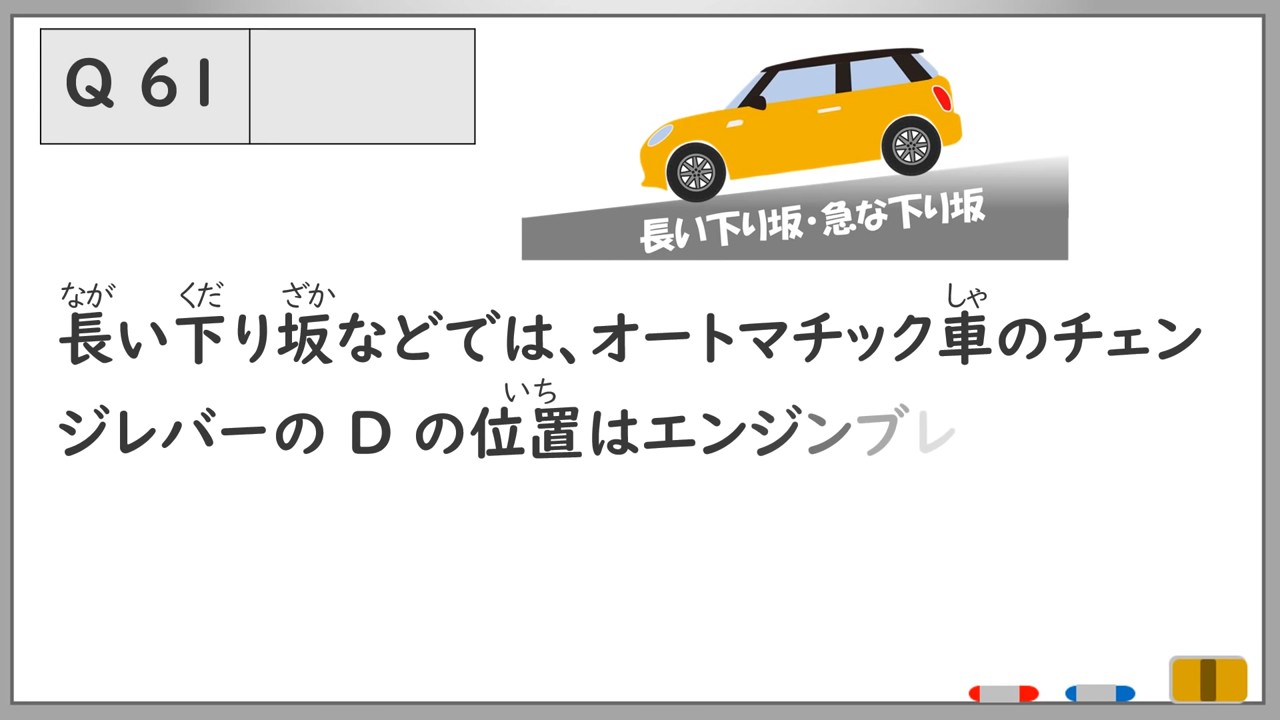 Q 61
長い下り坂・急な下り坂
なが くだ ざか しゃ
長い下り坂などでは、オートマチック車のチェン
いち
ジレバーの D の位置はエンジンブレ